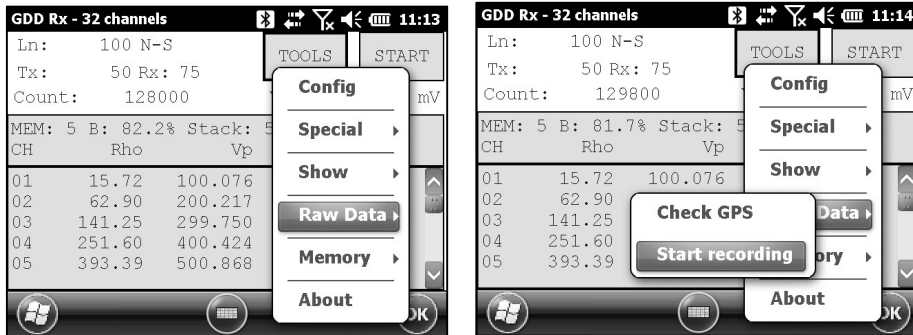 GDD Rx - 32 channels 11:13
Ln: 100 N-S
TOOLS START
Tx: 50 Rx: 75
Count: 128000 mV
MEM: 5 B: 82.2% Stack: 5
CH Rho Vp
01 15.72 100.076
02 62.90 200.217
03 141.25 299.750
04 251.60 400.424
05 393.39 500.868
Config
Special
Show
Raw Data
Memory
About
OK
GDD Rx - 32 channels 11:14
Ln: 100 N-S
TOOLS START
Tx: 50 Rx: 75
Count: 129800 mV
MEM: 5 B: 81.7% Stack: 5
CH Rho Vp
01 15.72 100.076
02 62.90
03 141.25
04 251.60
05 393.39
Config
Special
Show
Data
ory
About
Check GPS
Start recording
OK